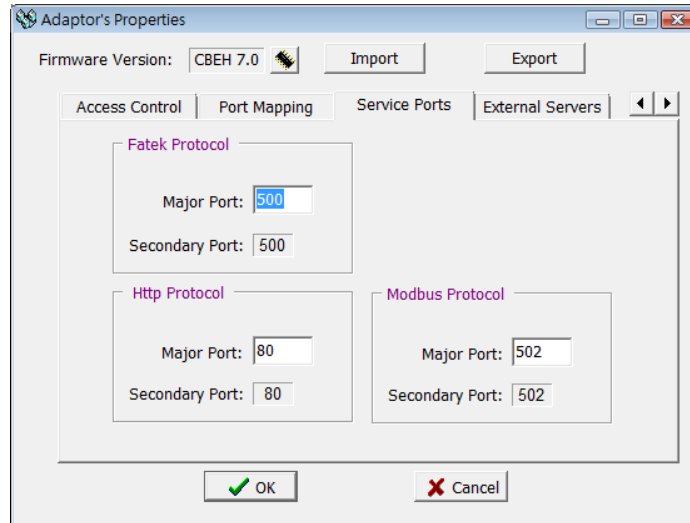 Adaptor's Properties
Firmware Version: CBEH 7.0 Import Export
Access Control Port Mapping Service Ports External Servers
Fatek Protocol
Major Port: 500
Secondary Port: 500
Http Protocol
Major Port: 80
Secondary Port: 80
Modbus Protocol
Major Port: 502
Secondary Port: 502
OK Cancel